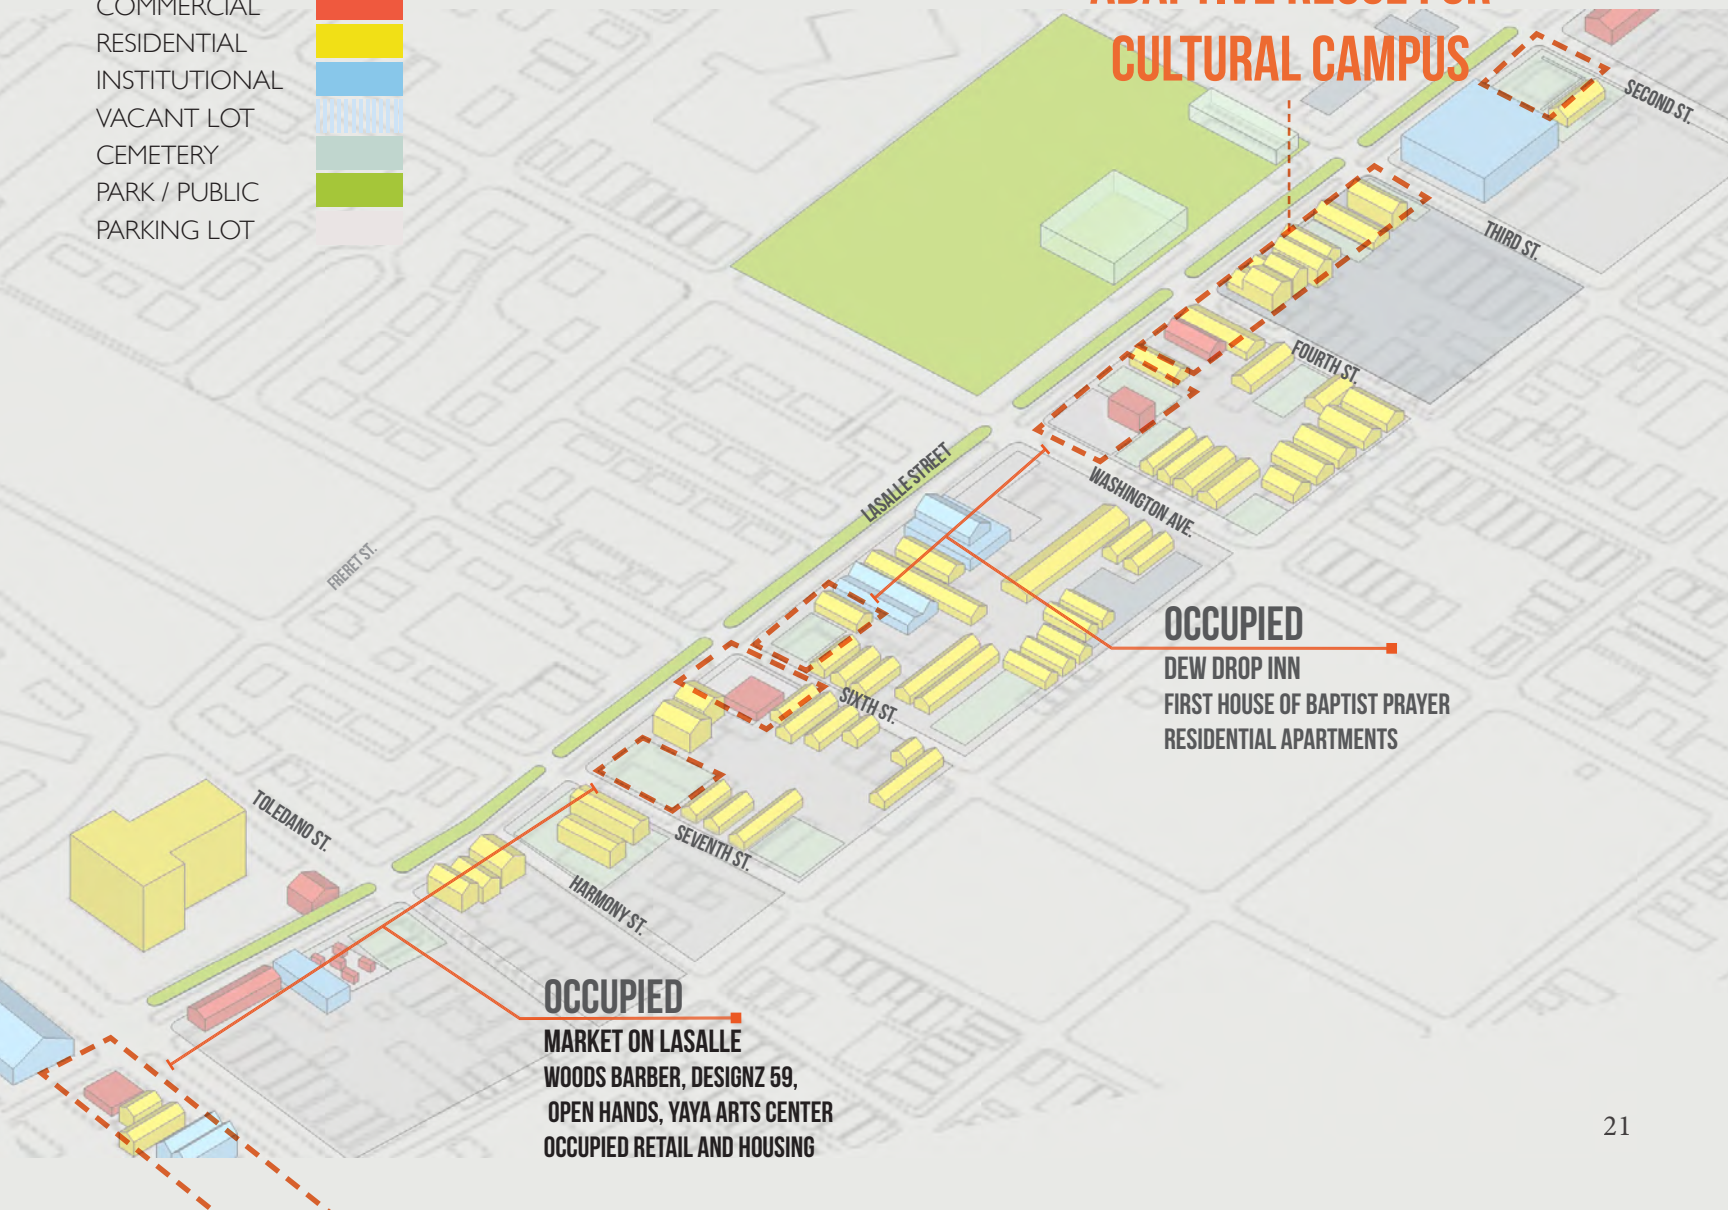 COMMERCIAL
RESIDENTIAL
INSTITUTIONAL
VACANT LOT
CEMETERY
PARK / PUBLIC
PARKING LOT
ADAPTIVE REUSE FOR
CULTURAL CAMPUS
SECOND ST.
THIRD ST.
FOURTH ST.
WASHINGTON AVE.
LASALLE STREET
FRERET ST.
SIXTH ST.
SEVENTH ST.
HARMONY ST.
TOLEDANO ST.
OCCUPIED
DEW DROP INN
FIRST HOUSE OF BAPTIST PRAYER
RESIDENTIAL APARTMENTS
OCCUPIED
MARKET ON LASALLE
WOODS BARBER, DESIGNZ 59,
OPEN HANDS, YAYA ARTS CENTER
OCCUPIED RETAIL AND HOUSING
21